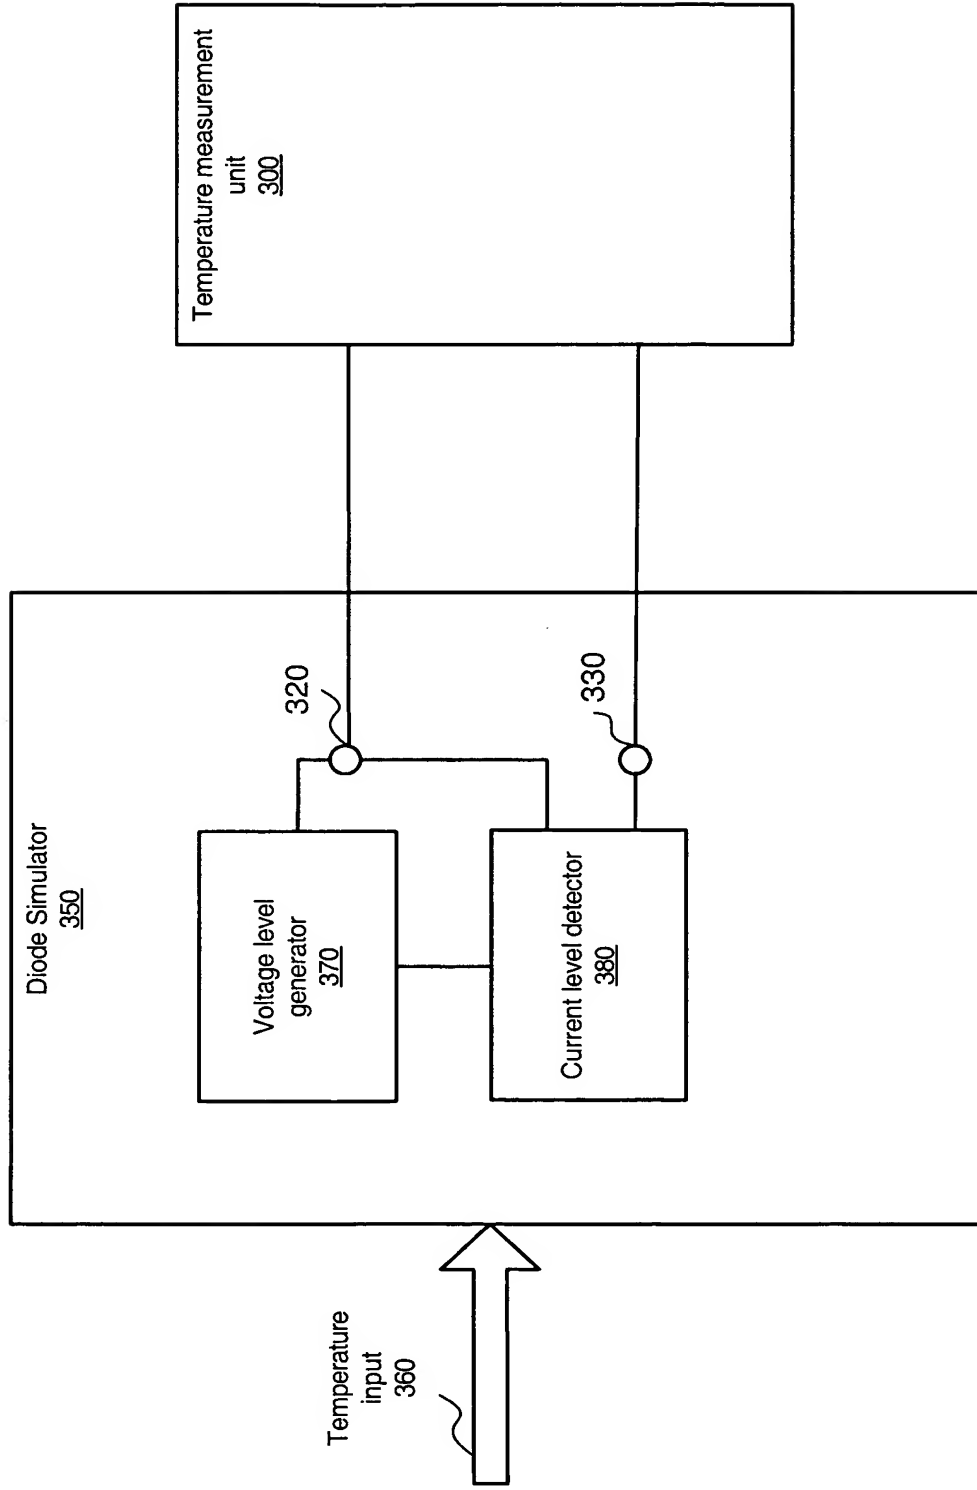 Temperature
input
360
Diode Simulator
350
Voltage level
generator
370
Current level detector
380
320
330
Temperature measurement
unit
300